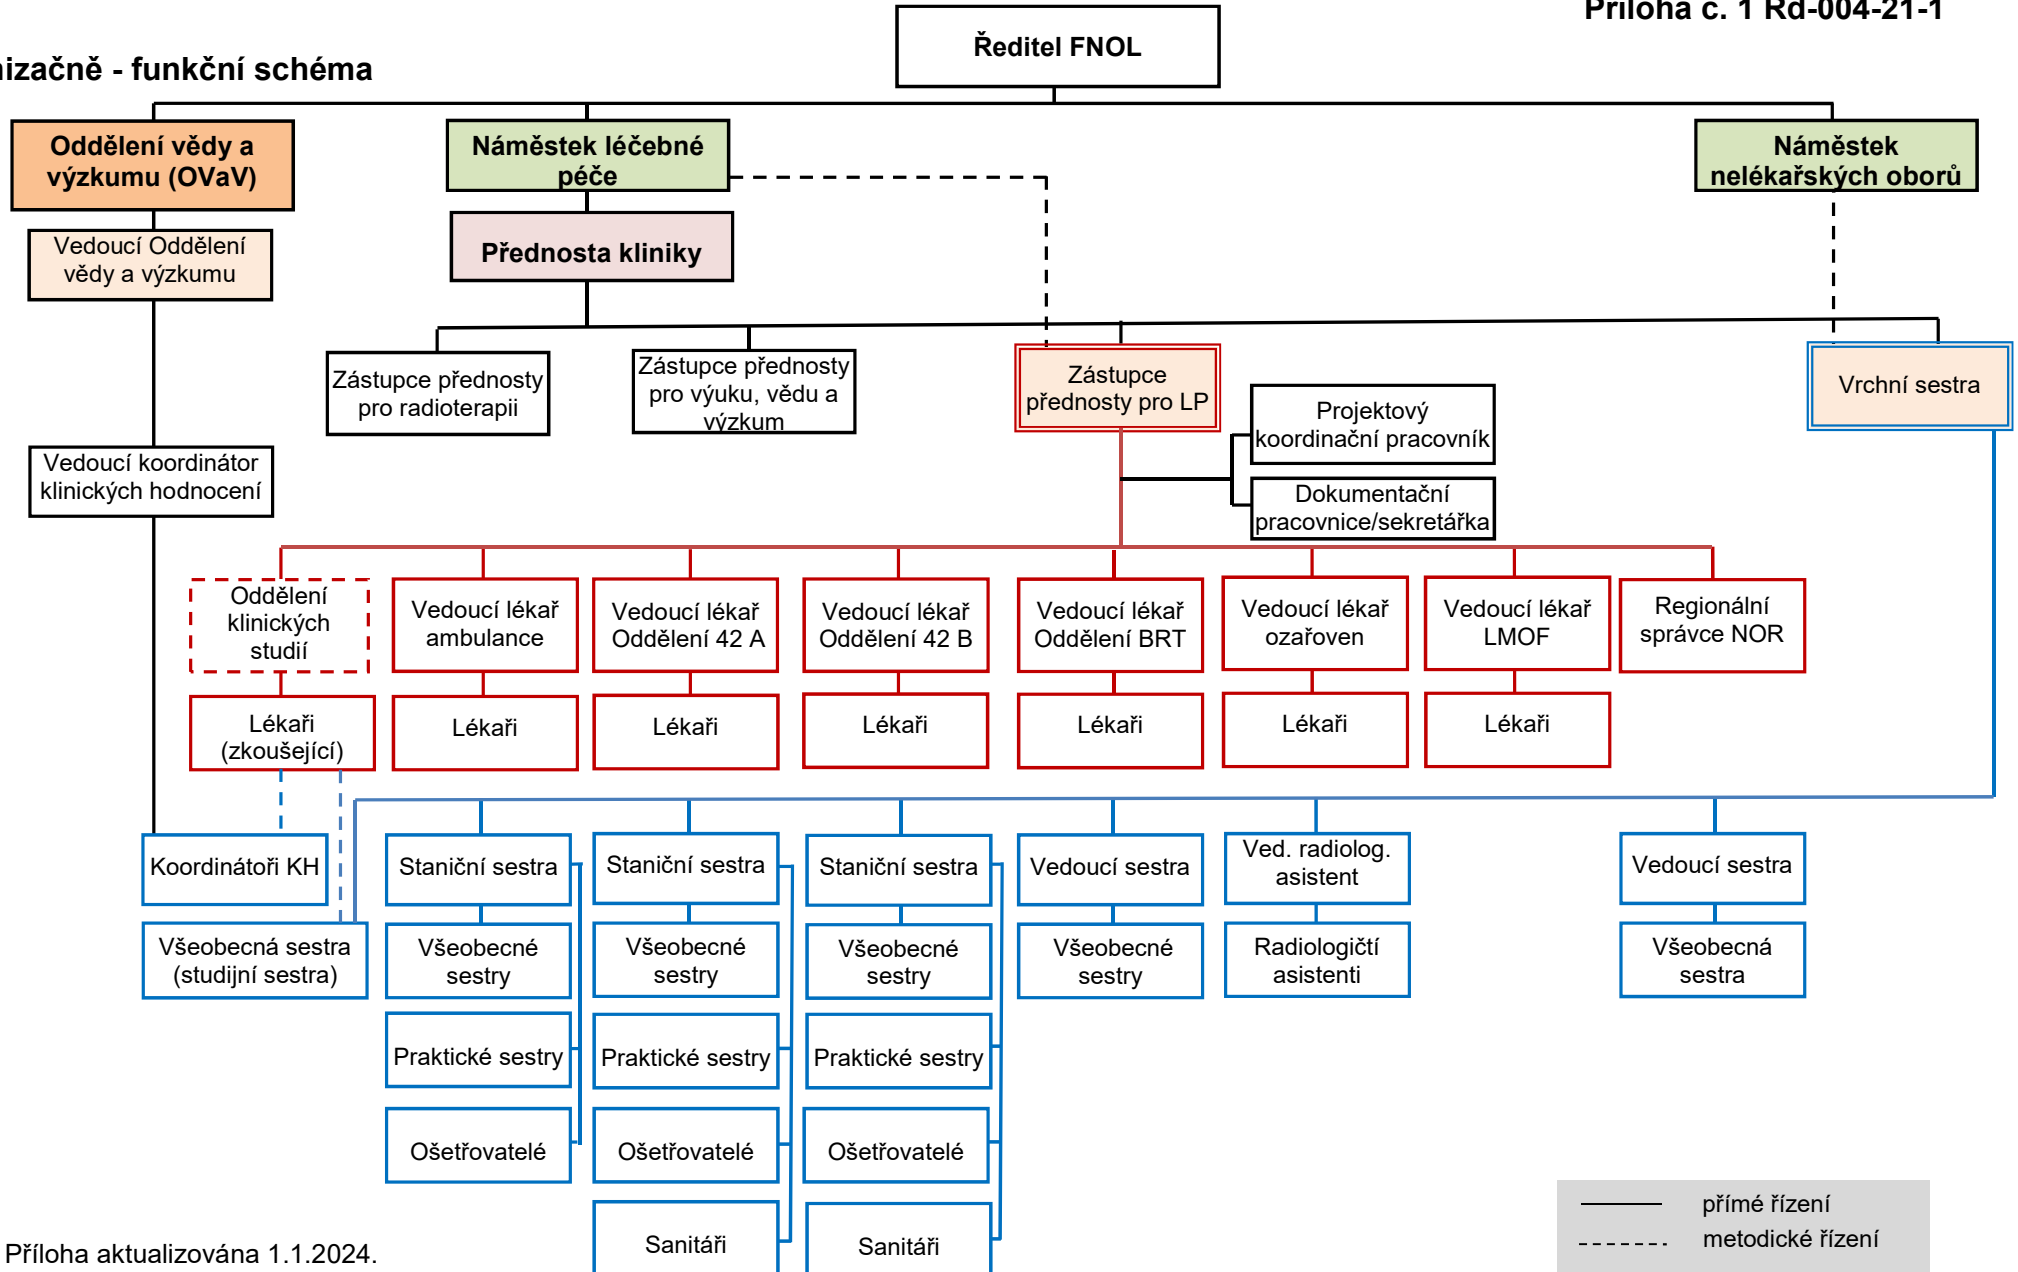 Příloha č. 1 Rd-004-21-1
Ředitel FNOL
nizačně - funkční schéma
Oddělení vědy a
výzkumu (OVaV)
Náměstek léčebné
péče
Náměstek
nelékařských oborů
Vedoucí Oddělení
vědy a výzkumu
Přednosta kliniky
Zástupce přednosty
pro radioterapii
Zástupce přednosty
pro výuku, vědu a
výzkum
Zástupce
přednosty pro LP
Vrchní sestra
Projektový
koordinační pracovník
Dokumentační
pracovnice/sekretářka
Vedoucí koordinátor
klinických hodnocení
Oddělení
klinických
studií
Vedoucí lékař
ambulance
Vedoucí lékař
Oddělení 42 A
Vedoucí lékař
Oddělení 42 B
Vedoucí lékař
Oddělení BRT
Vedoucí lékař
ozařoven
Vedoucí lékař
LMOF
Regionální
správce NOR
Lékaři
(zkoušející)
Lékaři
Lékaři
Lékaři
Lékaři
Lékaři
Lékaři
Koordinátoři KH
Staniční sestra
Staniční sestra
Staniční sestra
Vedoucí sestra
Ved. radiolog.
asistent
Vedoucí sestra
Všeobecná sestra
(studijní sestra)
Všeobecné
sestry
Všeobecné
sestry
Všeobecné
sestry
Všeobecné
sestry
Radiologičtí
asistenti
Všeobecná
sestra
Praktické sestry
Praktické sestry
Praktické sestry
Ošetřovatelé
Ošetřovatelé
Ošetřovatelé
Sanitáři
Sanitáři
přímé řízení
metodické řízení
Příloha aktualizována 1.1.2024.